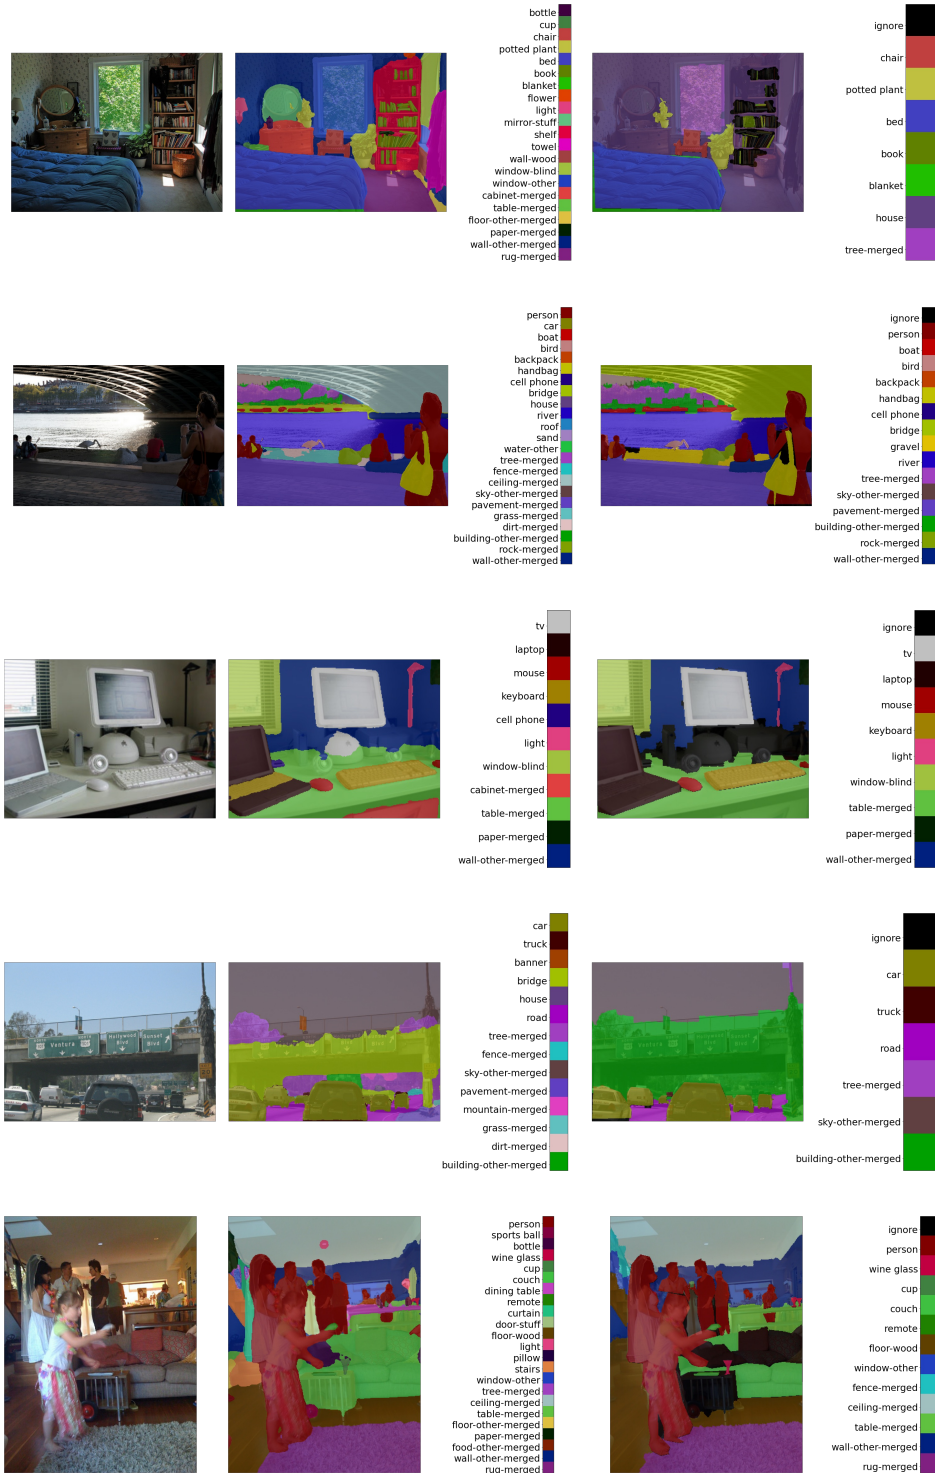 bottle
cup
chair
potted plant
bed
book
blanket
flower
light
mirror-stuff
shelf
towel
wall-wood
window-blind
window-other
cabinet-merged
table-merged
floor-other-merged
paper-merged
wall-other-merged
rug-merged
ignore
chair
potted plant
bed
book
blanket
house
tree-merged
person
car
boat
bird
backpack
handbag
cell phone
bridge
house
river
roof
sand
water-other
tree-merged
fence-merged
ceiling-merged
sky-other-merged
pavement-merged
grass-merged
dirt-merged
building-other-merged
rock-merged
wall-other-merged
ignore
person
boat
bird
backpack
handbag
cell phone
bridge
gravel
river
tree-merged
sky-other-merged
pavement-merged
building-other-merged
rock-merged
wall-other-merged
tv
laptop
mouse
keyboard
cell phone
light
window-blind
cabinet-merged
table-merged
paper-merged
wall-other-merged
ignore
tv
laptop
mouse
keyboard
light
window-blind
table-merged
paper-merged
wall-other-merged
Ventura
Hollywood
Blvd
Sunset
Blvd
car
truck
banner
bridge
house
road
tree-merged
fence-merged
sky-other-merged
pavement-merged
mountain-merged
grass-merged
dirt-merged
building-other-merged
ignore
car
truck
road
tree-merged
sky-other-merged
building-other-merged
person
sports ball
bottle
wine glass
cup
couch
dining table
remote
curtain
door-stuff
floor-wood
light
pillow
stairs
window-other
tree-merged
ceiling-merged
table-merged
floor-other-merged
paper-merged
food-other-merged
wall-other-merged
rug-merged
ignore
person
wine glass
cup
couch
remote
floor-wood
window-other
fence-merged
ceiling-merged
table-merged
wall-other-merged
rug-merged